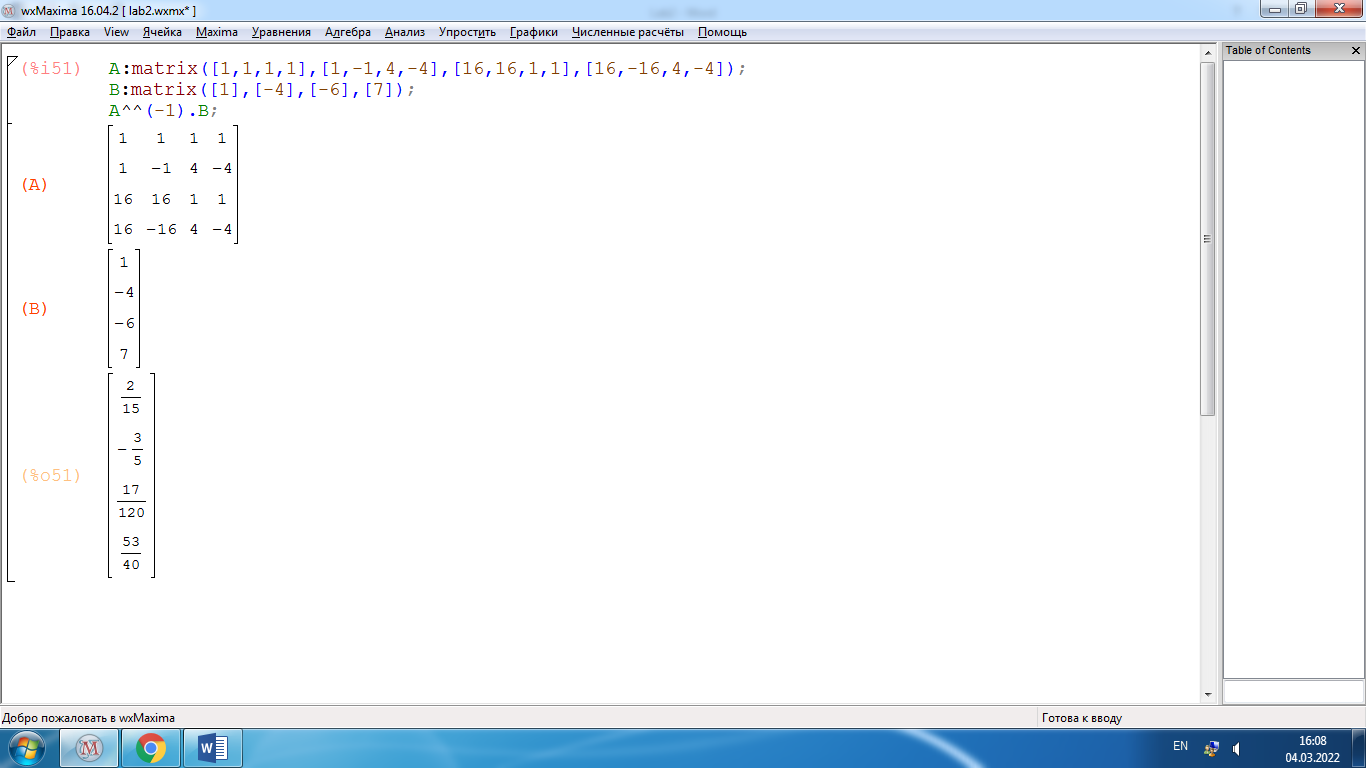 wxMaxima 16.04.2 [ lab2.wxmx* ]
Файл Правка View Ячейка Maxima Уравнения Алгебра Анализ Упростить Графики Численные расчёты Помощь
Table of Contents
(%i51) A:matrix([1,1,1,1],[1,-1,4,-4],[16,16,1,1],[16,-16,4,-4]);
B:matrix([1],[-4],[-6],[7]);
A^^(-1).B;
1 1 1 1
1 −1 4 −4
(A)
16 16 1 1
16 −16 4 −4
1
−4
(B)
−6
7
2
15
3
−
5
(%o51)
17
120
53
40
Добро пожаловать в wxMaxima
Готова к вводу
EN
16:08
04.03.2022